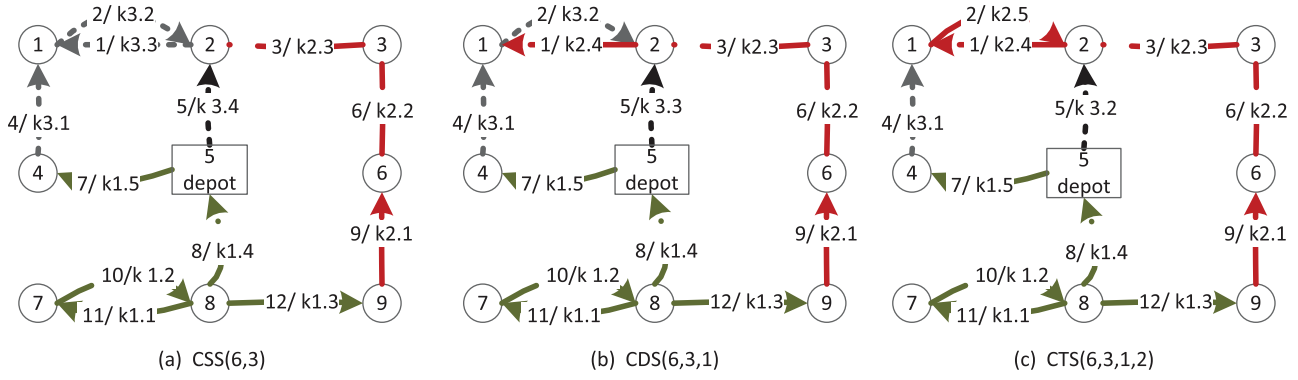 2/ k3.2
1
1/ k3.3
2
3/ k2.3
3
5/k 3.4
6/ k2.2
4/ k3.1
4
7/ k1.5
5
depot
6
9/ k2.1
8/ k1.4
10/k 1.2
7
11/ k1.1
8
12/ k1.3
9
(a) CSS(6,3)
2/ k3.2
1
1/ k2.4
2
3/ k2.3
3
5/k 3.3
6/ k2.2
4/ k3.1
4
7/ k1.5
5
depot
6
9/ k2.1
8/ k1.4
10/k 1.2
7
11/ k1.1
8
12/ k1.3
9
(b) CDS(6,3,1)
2/ k2.5
1
1/ k2.4
2
3/ k2.3
3
5/k 3.2
6/ k2.2
4/ k3.1
4
7/ k1.5
5
depot
6
9/ k2.1
8/ k1.4
10/k 1.2
7
11/ k1.1
8
12/ k1.3
9
(c) CTS(6,3,1,2)